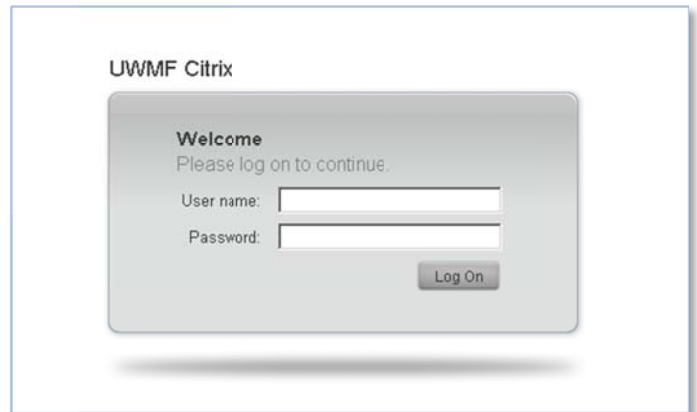 UWMF Citrix
Welcome
Please log on to continue.
User name:
Password:
Log On